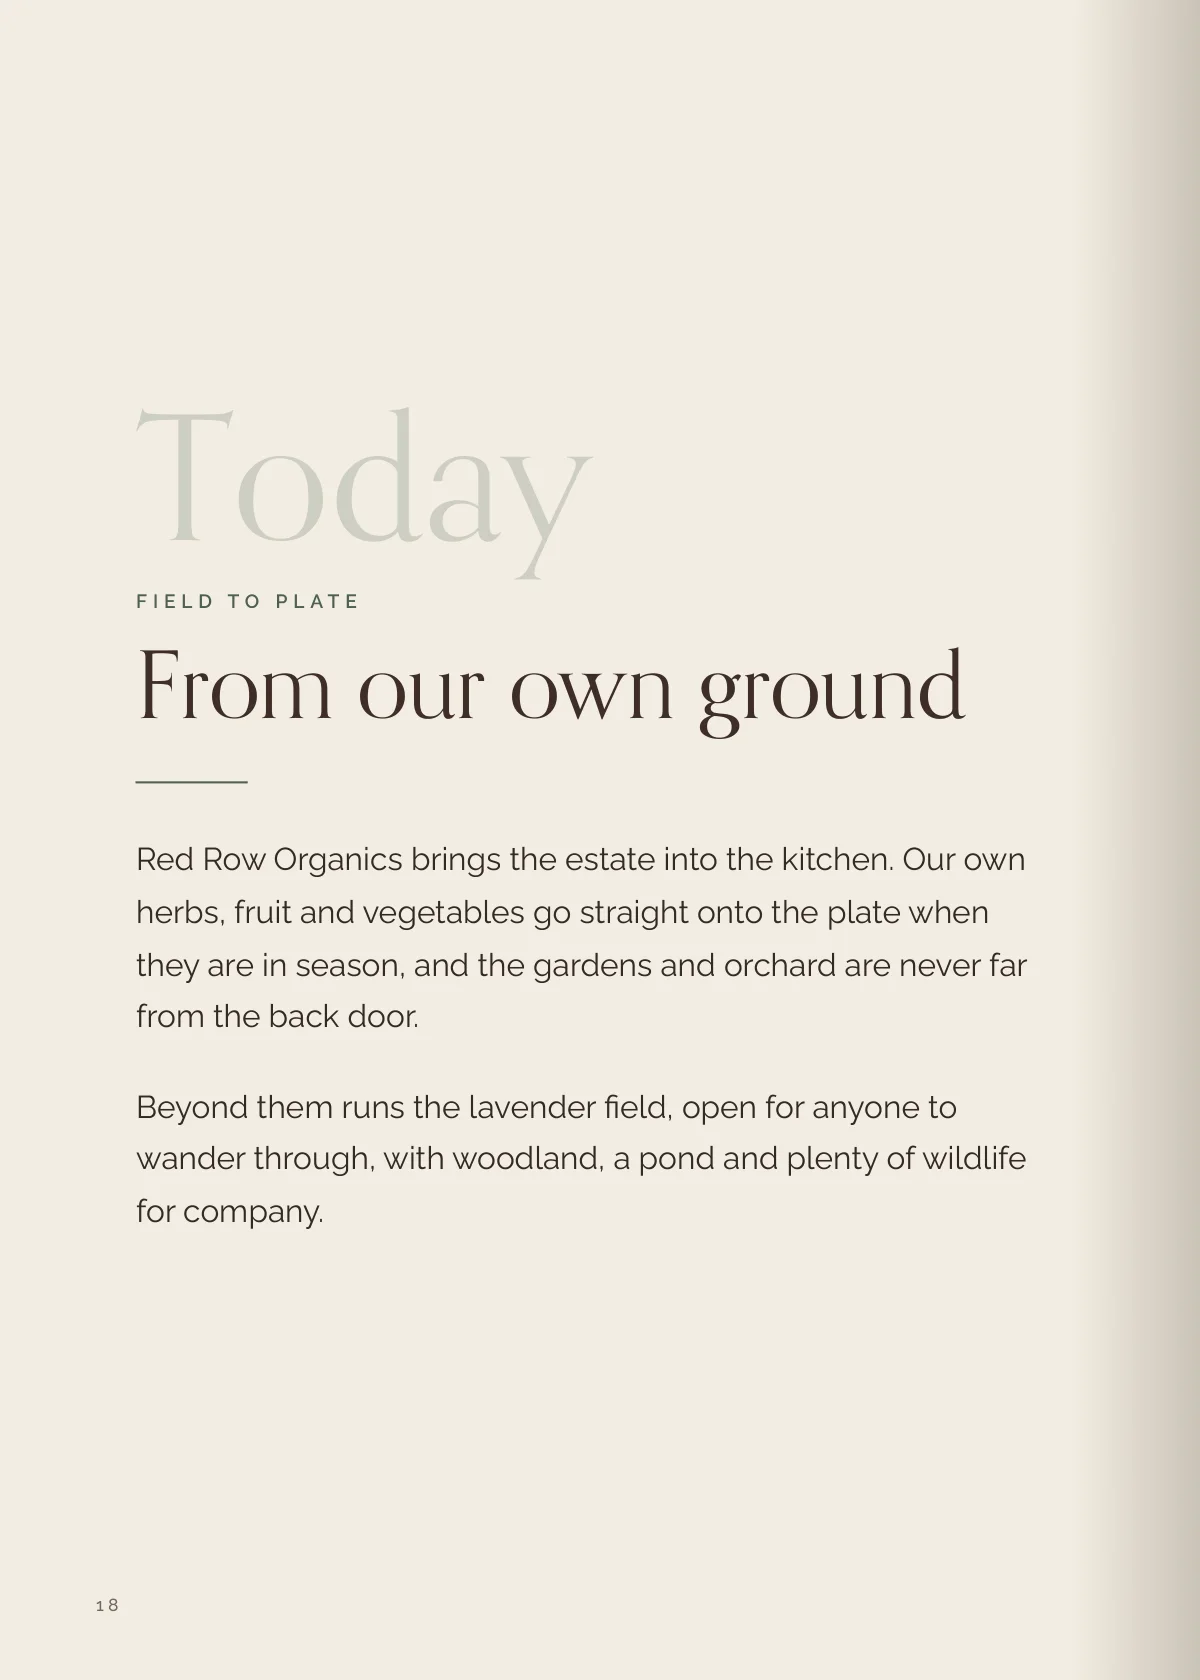 Today
FIELD TO PLATE
From our own ground
Red Row Organics brings the estate into the kitchen. Our own
herbs, fruit and vegetables go straight onto the plate when
they are in season, and the gardens and orchard are never far
from the back door.
Beyond them runs the lavender field, open for anyone to
wander through, with woodland, a pond and plenty of wildlife
for company.
18